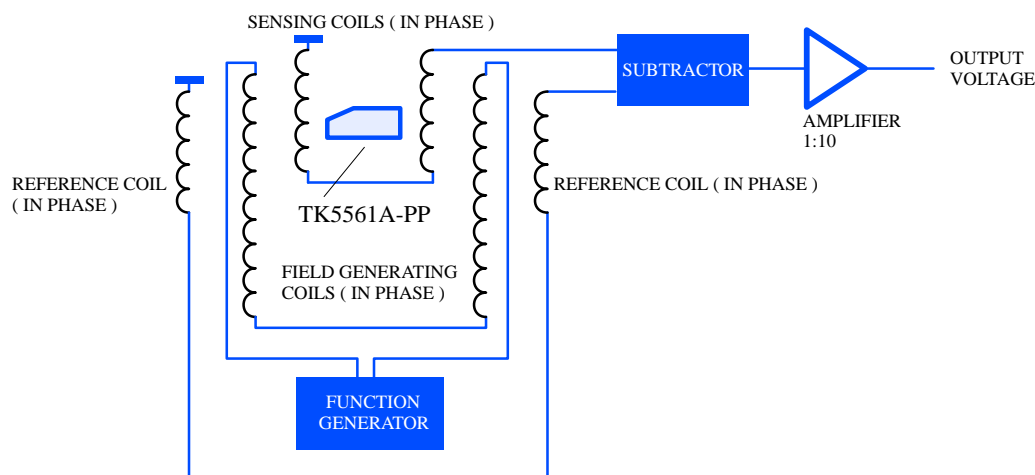 SENSING COILS ( IN PHASE )
SUBTRACTOR
OUTPUT
VOLTAGE
AMPLIFIER
1:10
REFERENCE COIL
( IN PHASE )
REFERENCE COIL ( IN PHASE )
TK5561A-PP
FIELD GENERATING
COILS ( IN PHASE )
FUNCTION
GENERATOR